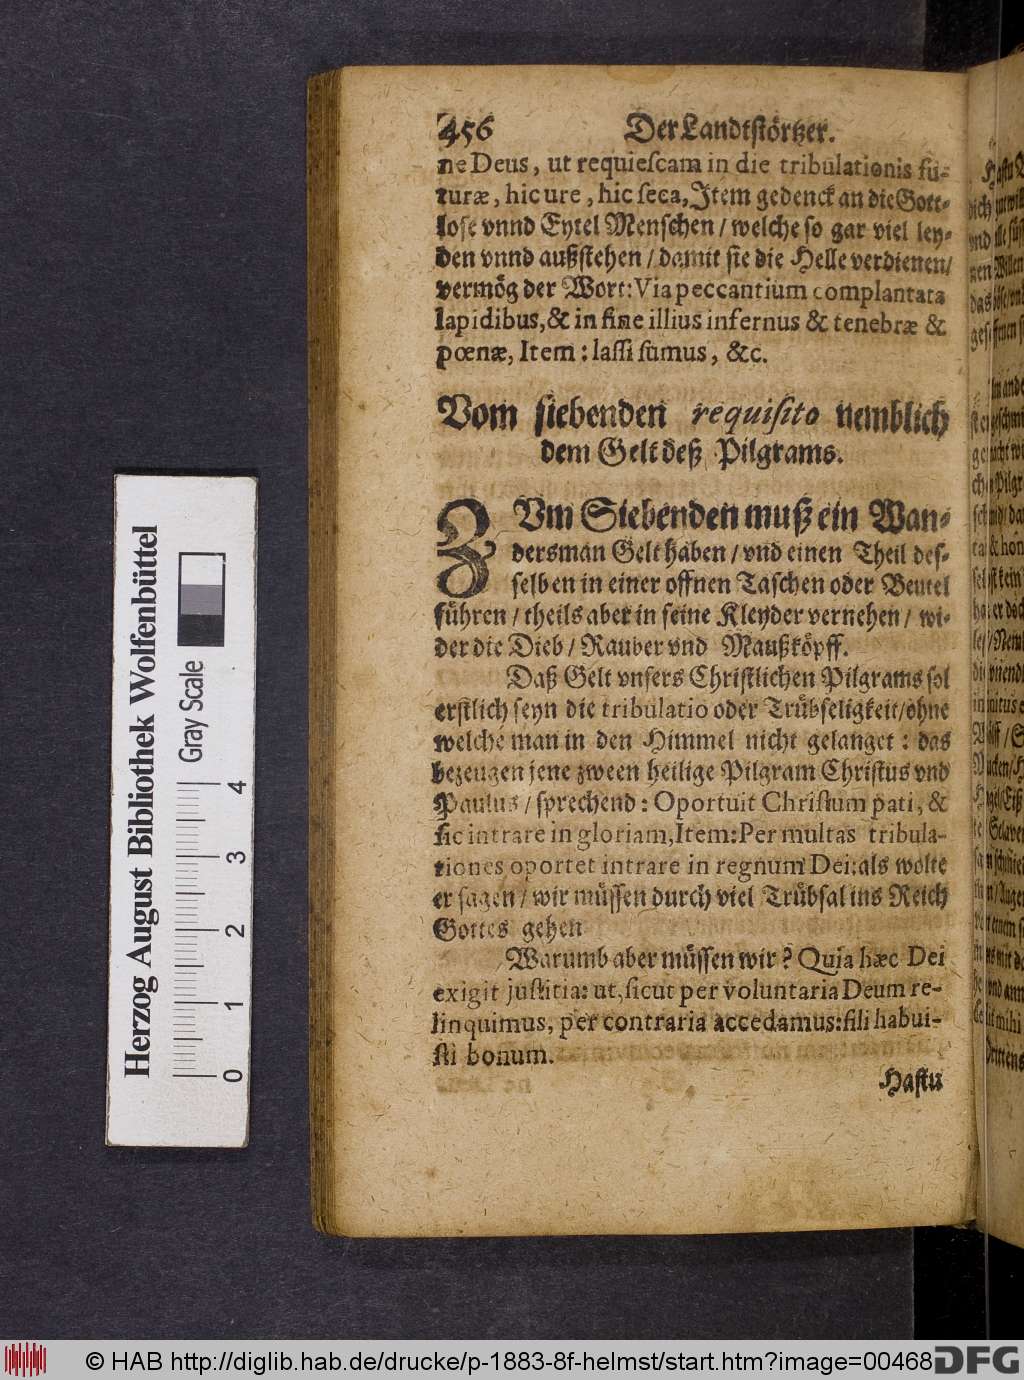 456 Der Landtstörtzer.
ne Deus, ut requiescam in die tribulationis fu-
turæ, hic ure, hic seca, Item gedenck an die Gott-
lose vnnd Eytel Menschen / welche so gar viel ley-
den vnnd außstehen / damit sie die Helle verdienen /
vermög der Wort: Via peccantium complantata
lapidibus, & in fine illius infernus & tenebræ &
pœnæ, Item: lassi sumus, &c.
Vom siebenden requisito nemblich
dem Gelt deß Pilgrams.
ZVm Siebenden muß ein Wan-
dersman Gelt haben / vnd einen Theil des-
selben in einer offnen Taschen oder Beutel
führen / theils aber in seine Kleyder vernehen / wi-
der die Dieb / Rauber vnd Maußköpff.
Daß Gelt vnsers Christlichen Pilgrams sol
erstlich seyn die tribulatio oder Trübseligkeit / ohne
welche man in den Himmel nicht gelanget: das
bezeugen jene zween heilige Pilgram Christus vnd
Paulus / sprechend: Oportuit Christum pati, &
sic intrare in gloriam, Item: Per multas tribula-
tiones oportet intrare in regnum Dei: als wolte
er sagen / wir müssen durch viel Trübsal ins Reich
Gottes gehen
Warumb aber müssen wir? Quia hæc Dei
exigit justitia: ut, sicut per voluntaria Deum re-
linquimus, per contraria accedamus: fili habui-
sti bonum.
Hastu
Herzog August Bibliothek Wolfenbüttel
Gray Scale
0 1 2 3 4
© HAB http://diglib.hab.de/drucke/p-1883-8f-helmst/start.htm?image=00468
DFG